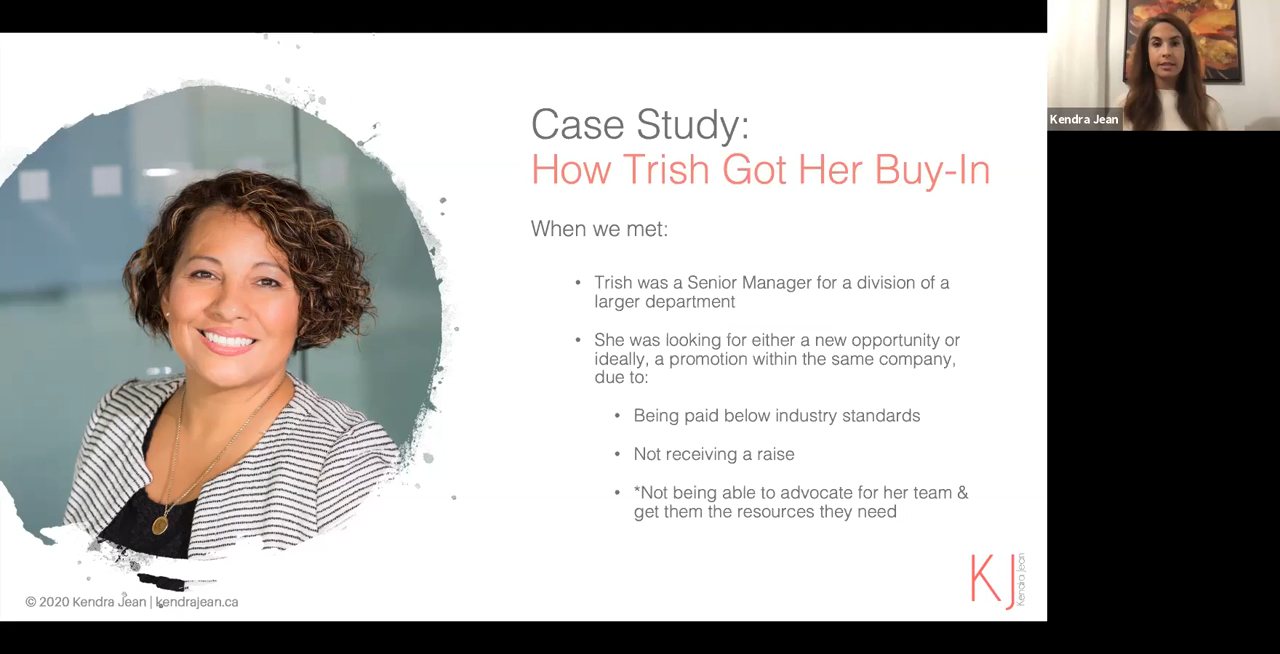 Case Study:
How Trish Got Her Buy-In
When we met:
• Trish was a Senior Manager for a division of a
larger department
• She was looking for either a new opportunity or
ideally, a promotion within the same company,
due to:
• Being paid below industry standards
• Not receiving a raise
• *Not being able to advocate for her team &
get them the resources they need
© 2020 Kendra Jean | kendrajean.ca
KJ
Kendra Jean
Kendra Jean